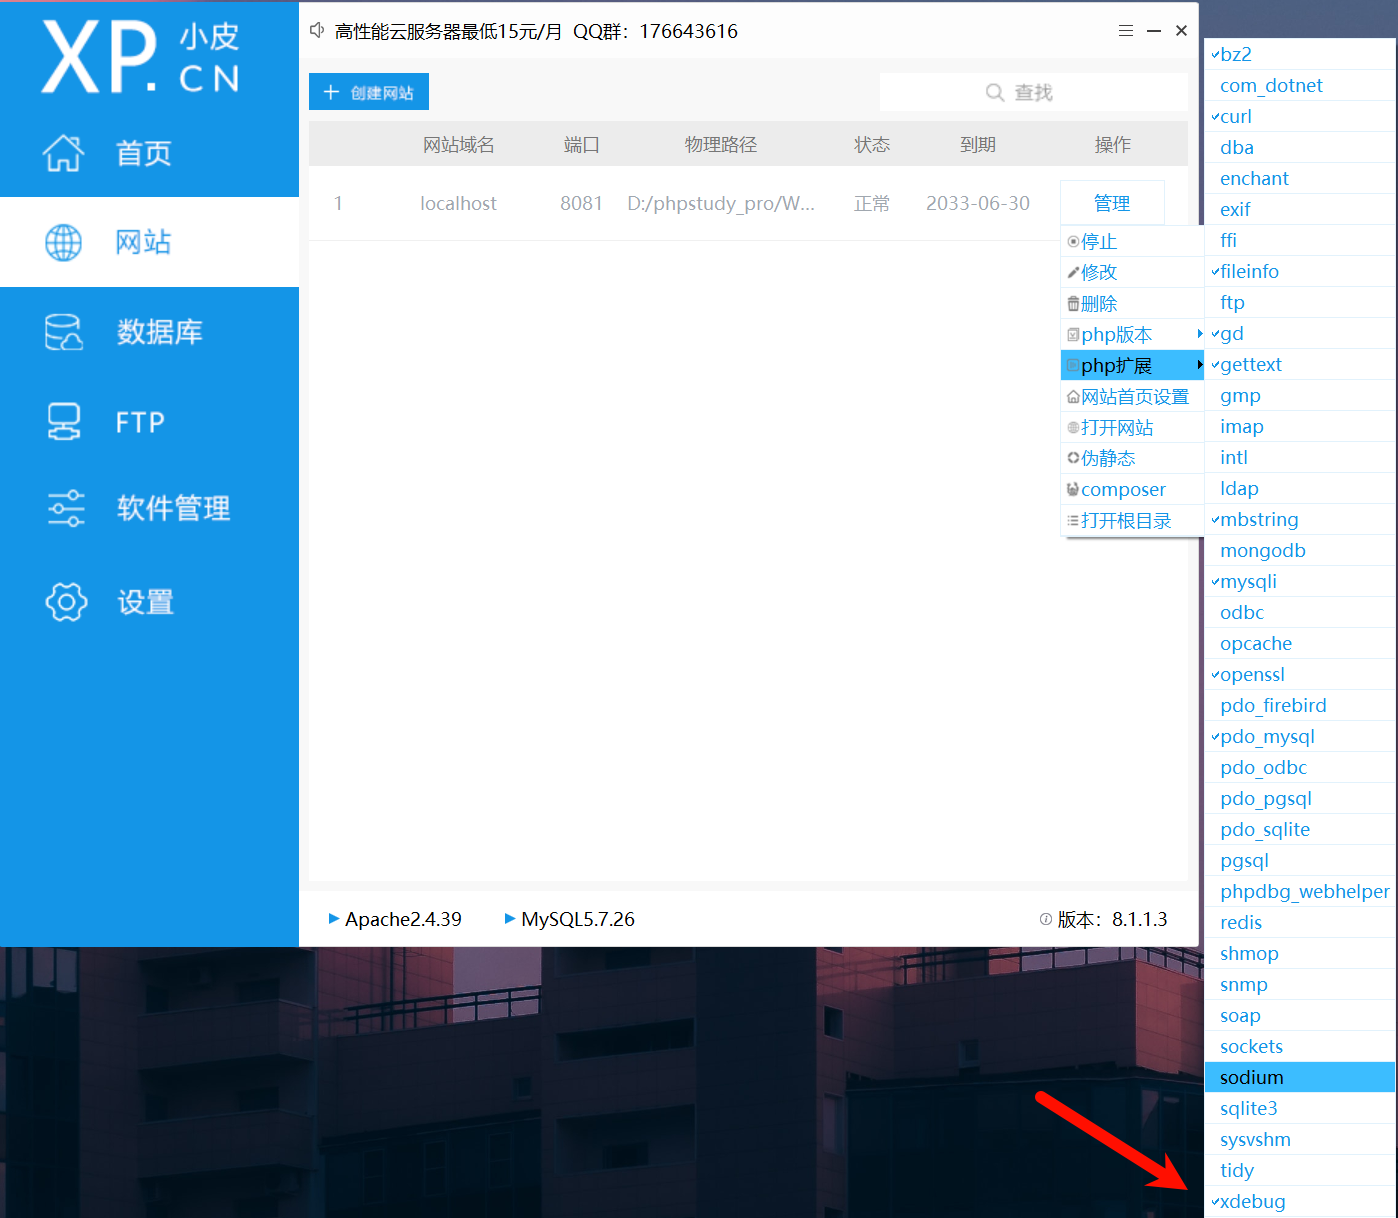 XP. 小皮 CN
首页
网站
数据库
FTP
软件管理
设置
高性能云服务器最低15元/月 QQ群：176643616
创建网站
查找
网站域名 端口 物理路径 状态 到期 操作
1 localhost 8081 D:/phpstudy_pro/W... 正常 2033-06-30 管理
停止
修改
删除
php版本
php扩展
网站首页设置
打开网站
伪静态
composer
打开根目录
bz2
com_dotnet
curl
dba
enchant
exif
ffi
fileinfo
ftp
gd
gettext
gmp
imap
intl
ldap
mbstring
mongodb
mysqli
odbc
opcache
openssl
pdo_firebird
pdo_mysql
pdo_odbc
pdo_pgsql
pdo_sqlite
pgsql
phpdbg_webhelper
redis
shmop
snmp
soap
sockets
sodium
sqlite3
sysvshm
tidy
xdebug
Apache2.4.39 MySQL5.7.26 版本：8.1.1.3